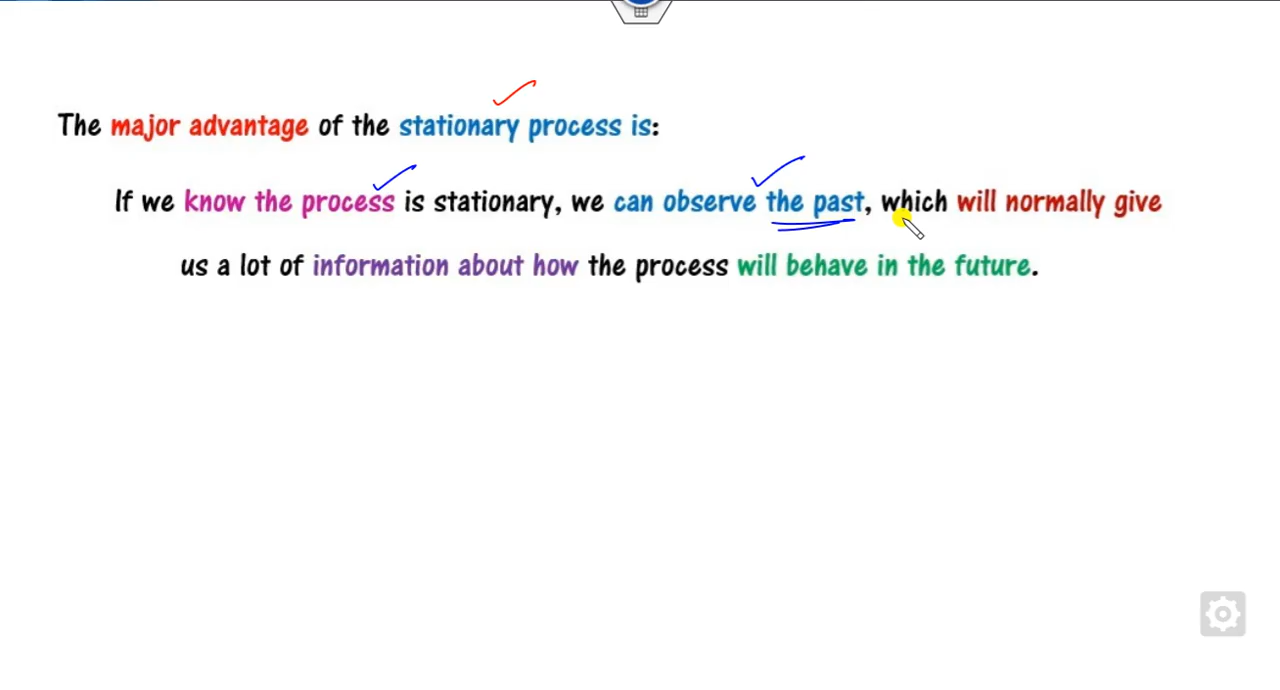 The major advantage of the stationary process is:
If we know the process is stationary, we can observe the past, which will normally give
us a lot of information about how the process will behave in the future.